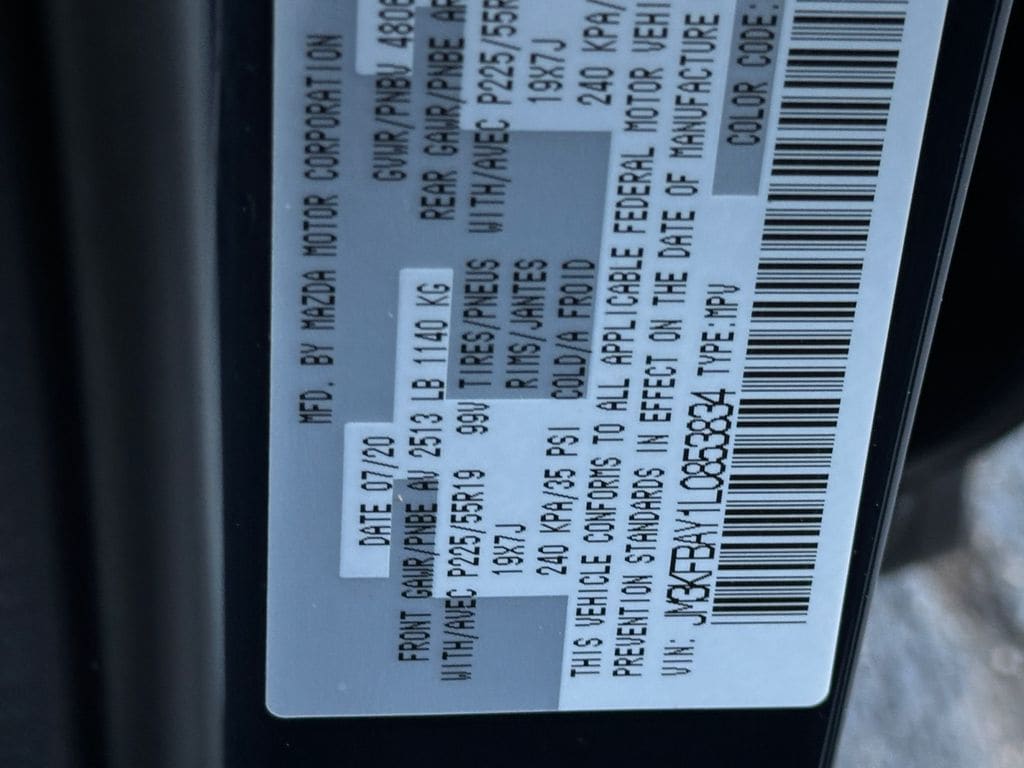 MFD. BY MAZDA MOTOR CORPORATION
DATE 07/20
GVWR/PNBV 4806
FRONT GAWR/PNBE AV 2513 LB 1140 KG
REAR GAWR/PNBE AR
WITH/AVEC P225/55R19 99V TIRES/PNEUS WITH/AVEC P225/55R
19X7J RIMS/JANTES 19X7J
240 KPA/35 PSI COLD/A FROID 240 KPA/
THIS VEHICLE CONFORMS TO ALL APPLICABLE FEDERAL MOTOR VEHI
PREVENTION STANDARDS IN EFFECT ON THE DATE OF MANUFACTURE
VIN: JM3KFBAY1L0853834 TYPE:MPV
COLOR CODE: